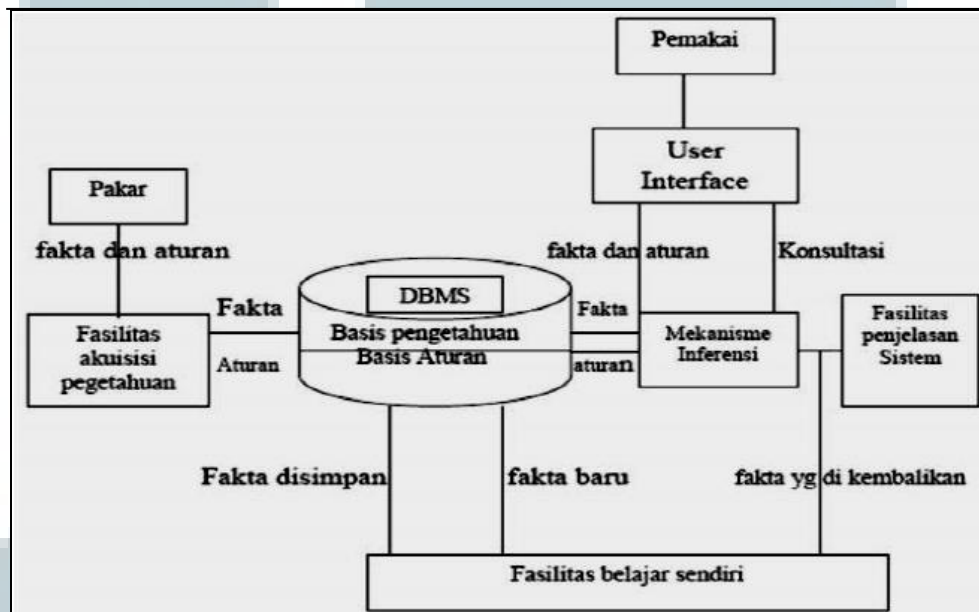 Pemakai
User
Interface
Pakar
fakta dan aturan
fakta dan aturan
Konsultasi
DBMS
Fakta
Fakta
Basis pengetahuan
Basis Aturan
Fasilitas
akuisisi
pegetahuan
Aturan
aturan
Mekanisme
Inferensi
Fasilitas
penjelasan
Sistem
Fakta disimpan
fakta baru
fakta yg di kembalikan
Fasilitas belajar sendiri